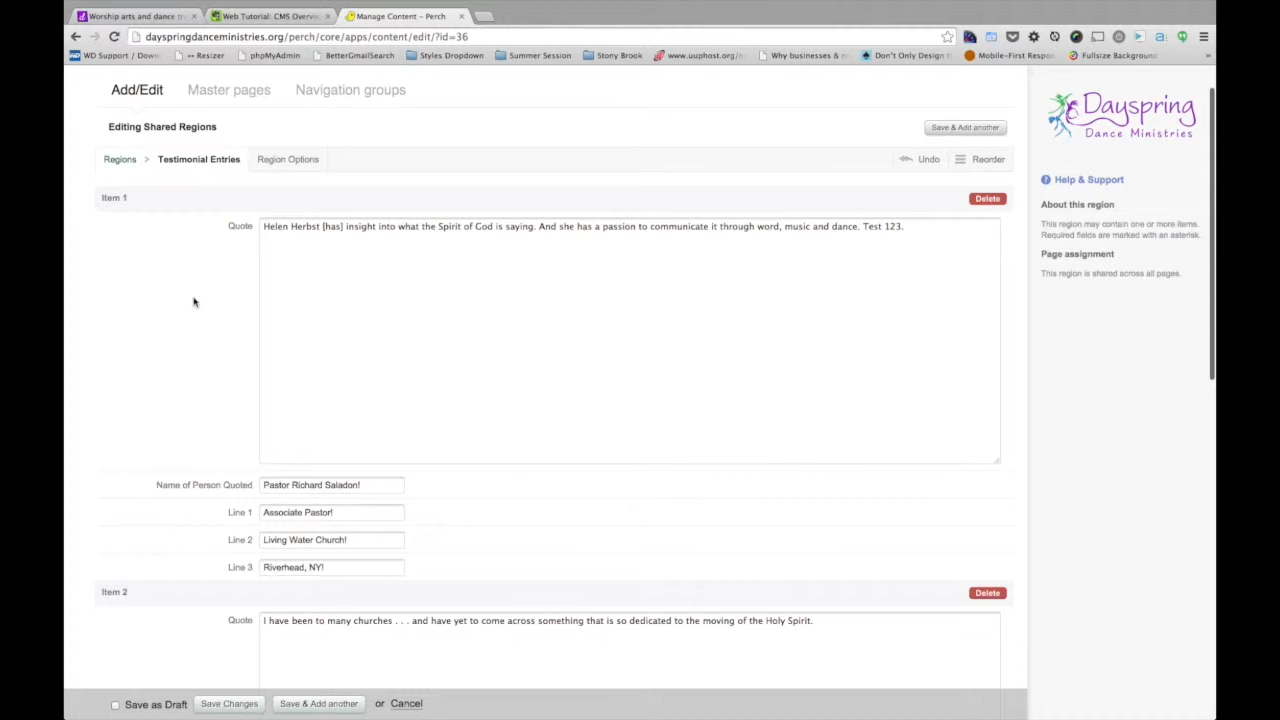 Worship arts and dance tra
Web Tutorial: CMS Overvie
Manage Content – Perch
dayspringdanceministries.org/perch/core/apps/content/edit/?id=36
WD Support / Down
Resizer
phpMyAdmin
BetterGmailSearch
Styles Dropdown
Summer Session
Stony Brook
www.uuphost.org/
Why businesses &
Don't Only Design
Mobile-First Respon
Fullsize Background
Add/Edit Master pages Navigation groups
Dayspring
Dance Ministries
Editing Shared Regions
Save & Add another
Regions > Testimonial Entries Region Options
Undo Reorder
Help & Support
Item 1 Delete
About this region
This region may contain one or more items.
Required fields are marked with an asterisk.
Page assignment
This region is shared across all pages.
Quote Helen Herbst [has] insight into what the Spirit of God is saying. And she has a passion to communicate it through word, music and dance. Test 123.
Name of Person Quoted Pastor Richard Saladon!
Line 1 Associate Pastor!
Line 2 Living Water Church!
Line 3 Riverhead, NY!
Item 2 Delete
Quote I have been to many churches . . . and have yet to come across something that is so dedicated to the moving of the Holy Spirit.
Save as Draft Save Changes Save & Add another or Cancel